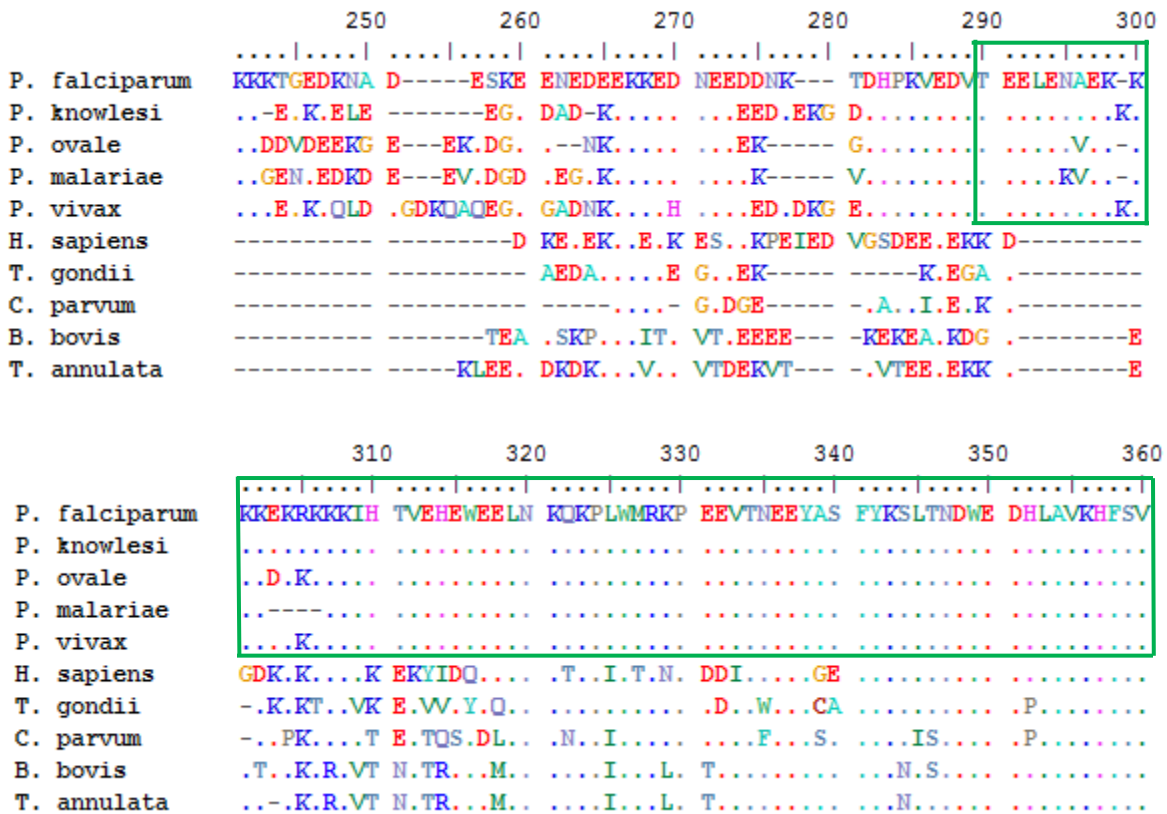 250 260 270 280 290 300
....|....| ....|....| ....|....| ....|....| ....|....| ....|....|
P. falciparum KKKTGEDKNA D-----ESKE ENEDEEKKED NEEDDNK--- TDHPKVEDVT EELENAEK-K
P. knowlesi ..-E.K.ELE -------EG. DAD-K..... ...EED.EKG D......... ........K.
P. ovale ..DDVDEEKG E---EK.DG. .--NK..... ...EK----- G......... .....V..-.
P. malariae ..GEN.EDKD E---EV.DGD .EG.K..... ....K----- V......... ....KV..-.
P. vivax ...E.K.QLD .GDKQAQEG. GADNK....H ....ED.DKG E......... ........K.
H. sapiens ---------- ---------D KE.EK..E.K ES..KPEIED VGSDEE.EKK D---------
T. gondii ---------- ---------- AEDA.....E G..EK----- -----K.EGA .---------
C. parvum ---------- ---------- -----....- G.DGE----- -.A..I.E.K .---------
B. bovis ---------- -------TEA .SKP...IT. VT.EEEE--- -KEKEA.KDG .--------E
T. annulata ---------- -----KLEE. DKDK...V.. VTDEKVT--- -.VTEE.EKK .--------E
310 320 330 340 350 360
....|....| ....|....| ....|....| ....|....| ....|....| ....|....|
P. falciparum KKEKRKKKIH TVEHEWEELN KQKPLWMRKP EEVTNEEYAS FYKSLTNDWE DHLAVKHFSV
P. knowlesi .......... .......... .......... .......... .......... ..........
P. ovale ..D.K..... .......... .......... .......... .......... ..........
P. malariae ..----.... .......... .......... .......... .......... ..........
P. vivax ....K..... .......... .......... .......... .......... ..........
H. sapiens GDK.K....K EKYIDQ.... .T..I.T.N. DDI....GE. .......... ..........
T. gondii -.K.KT..VK E.VV.Y.Q.. .......... .D..W...CA .......... .P........
C. parvum -..PK....T E.TQS.DL.. .N..I..... ....F...S. ....IS.... .P........
B. bovis .T..K.R.VT N.TR...M.. ....I...L. T......... ...N.S.... ..........
T. annulata ..-.K.R.VT N.TR...M.. ....I...L. T......... ...N...... ..........